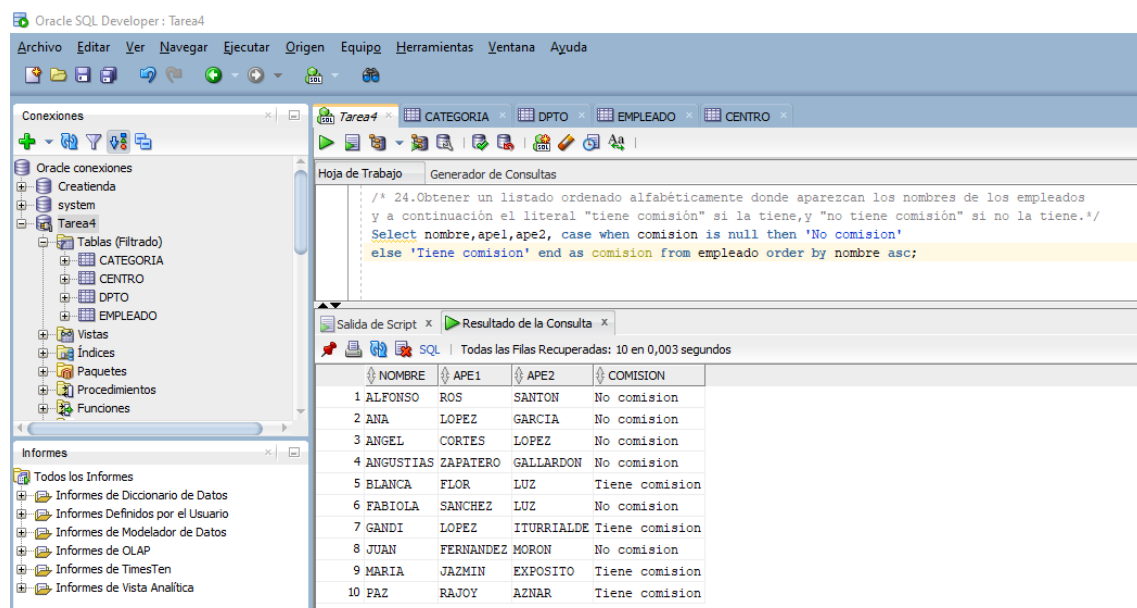 Oracle SQL Developer : Tarea4
Archivo Editar Ver Navegar Ejecutar Origen Equipo Herramientas Ventana Ayuda
Conexiones
Oracle conexiones
Creatienda
system
Tarea4
Tablas (Filtrado)
CATEGORIA
CENTRO
DPTO
EMPLEADO
Vistas
Índices
Paquetes
Procedimientos
Funciones
Informes
Todos los Informes
Informes de Diccionario de Datos
Informes Definidos por el Usuario
Informes de Modelador de Datos
Informes de OLAP
Informes de TimesTen
Informes de Vista Analítica
Tarea4 CATEGORIA DPTO EMPLEADO CENTRO
Hoja de Trabajo Generador de Consultas
/* 24.Obtener un listado ordenado alfabéticamente donde aparezcan los nombres de los empleados
y a continuación el literal "tiene comisión" si la tiene,y "no tiene comisión" si no la tiene.*/
Select nombre,ape1,ape2, case when comision is null then 'No comision'
else 'Tiene comision' end as comision from empleado order by nombre asc;
Salida de Script x Resultado de la Consulta x
SQL | Todas las Filas Recuperadas: 10 en 0,003 segundos
NOMBRE APE1 APE2 COMISION
1 ALFONSO ROS SANTON No comision
2 ANA LOPEZ GARCIA No comision
3 ANGEL CORTES LOPEZ No comision
4 ANGUSTIAS ZAPATERO GALLARDON No comision
5 BLANCA FLOR LUZ Tiene comision
6 FABIOLA SANCHEZ LUZ No comision
7 GANDI LOPEZ ITURRIALDE Tiene comision
8 JUAN FERNANDEZ MORON No comision
9 MARIA JAZMIN EXPOSITO Tiene comision
10 PAZ RAJOY AZNAR Tiene comision